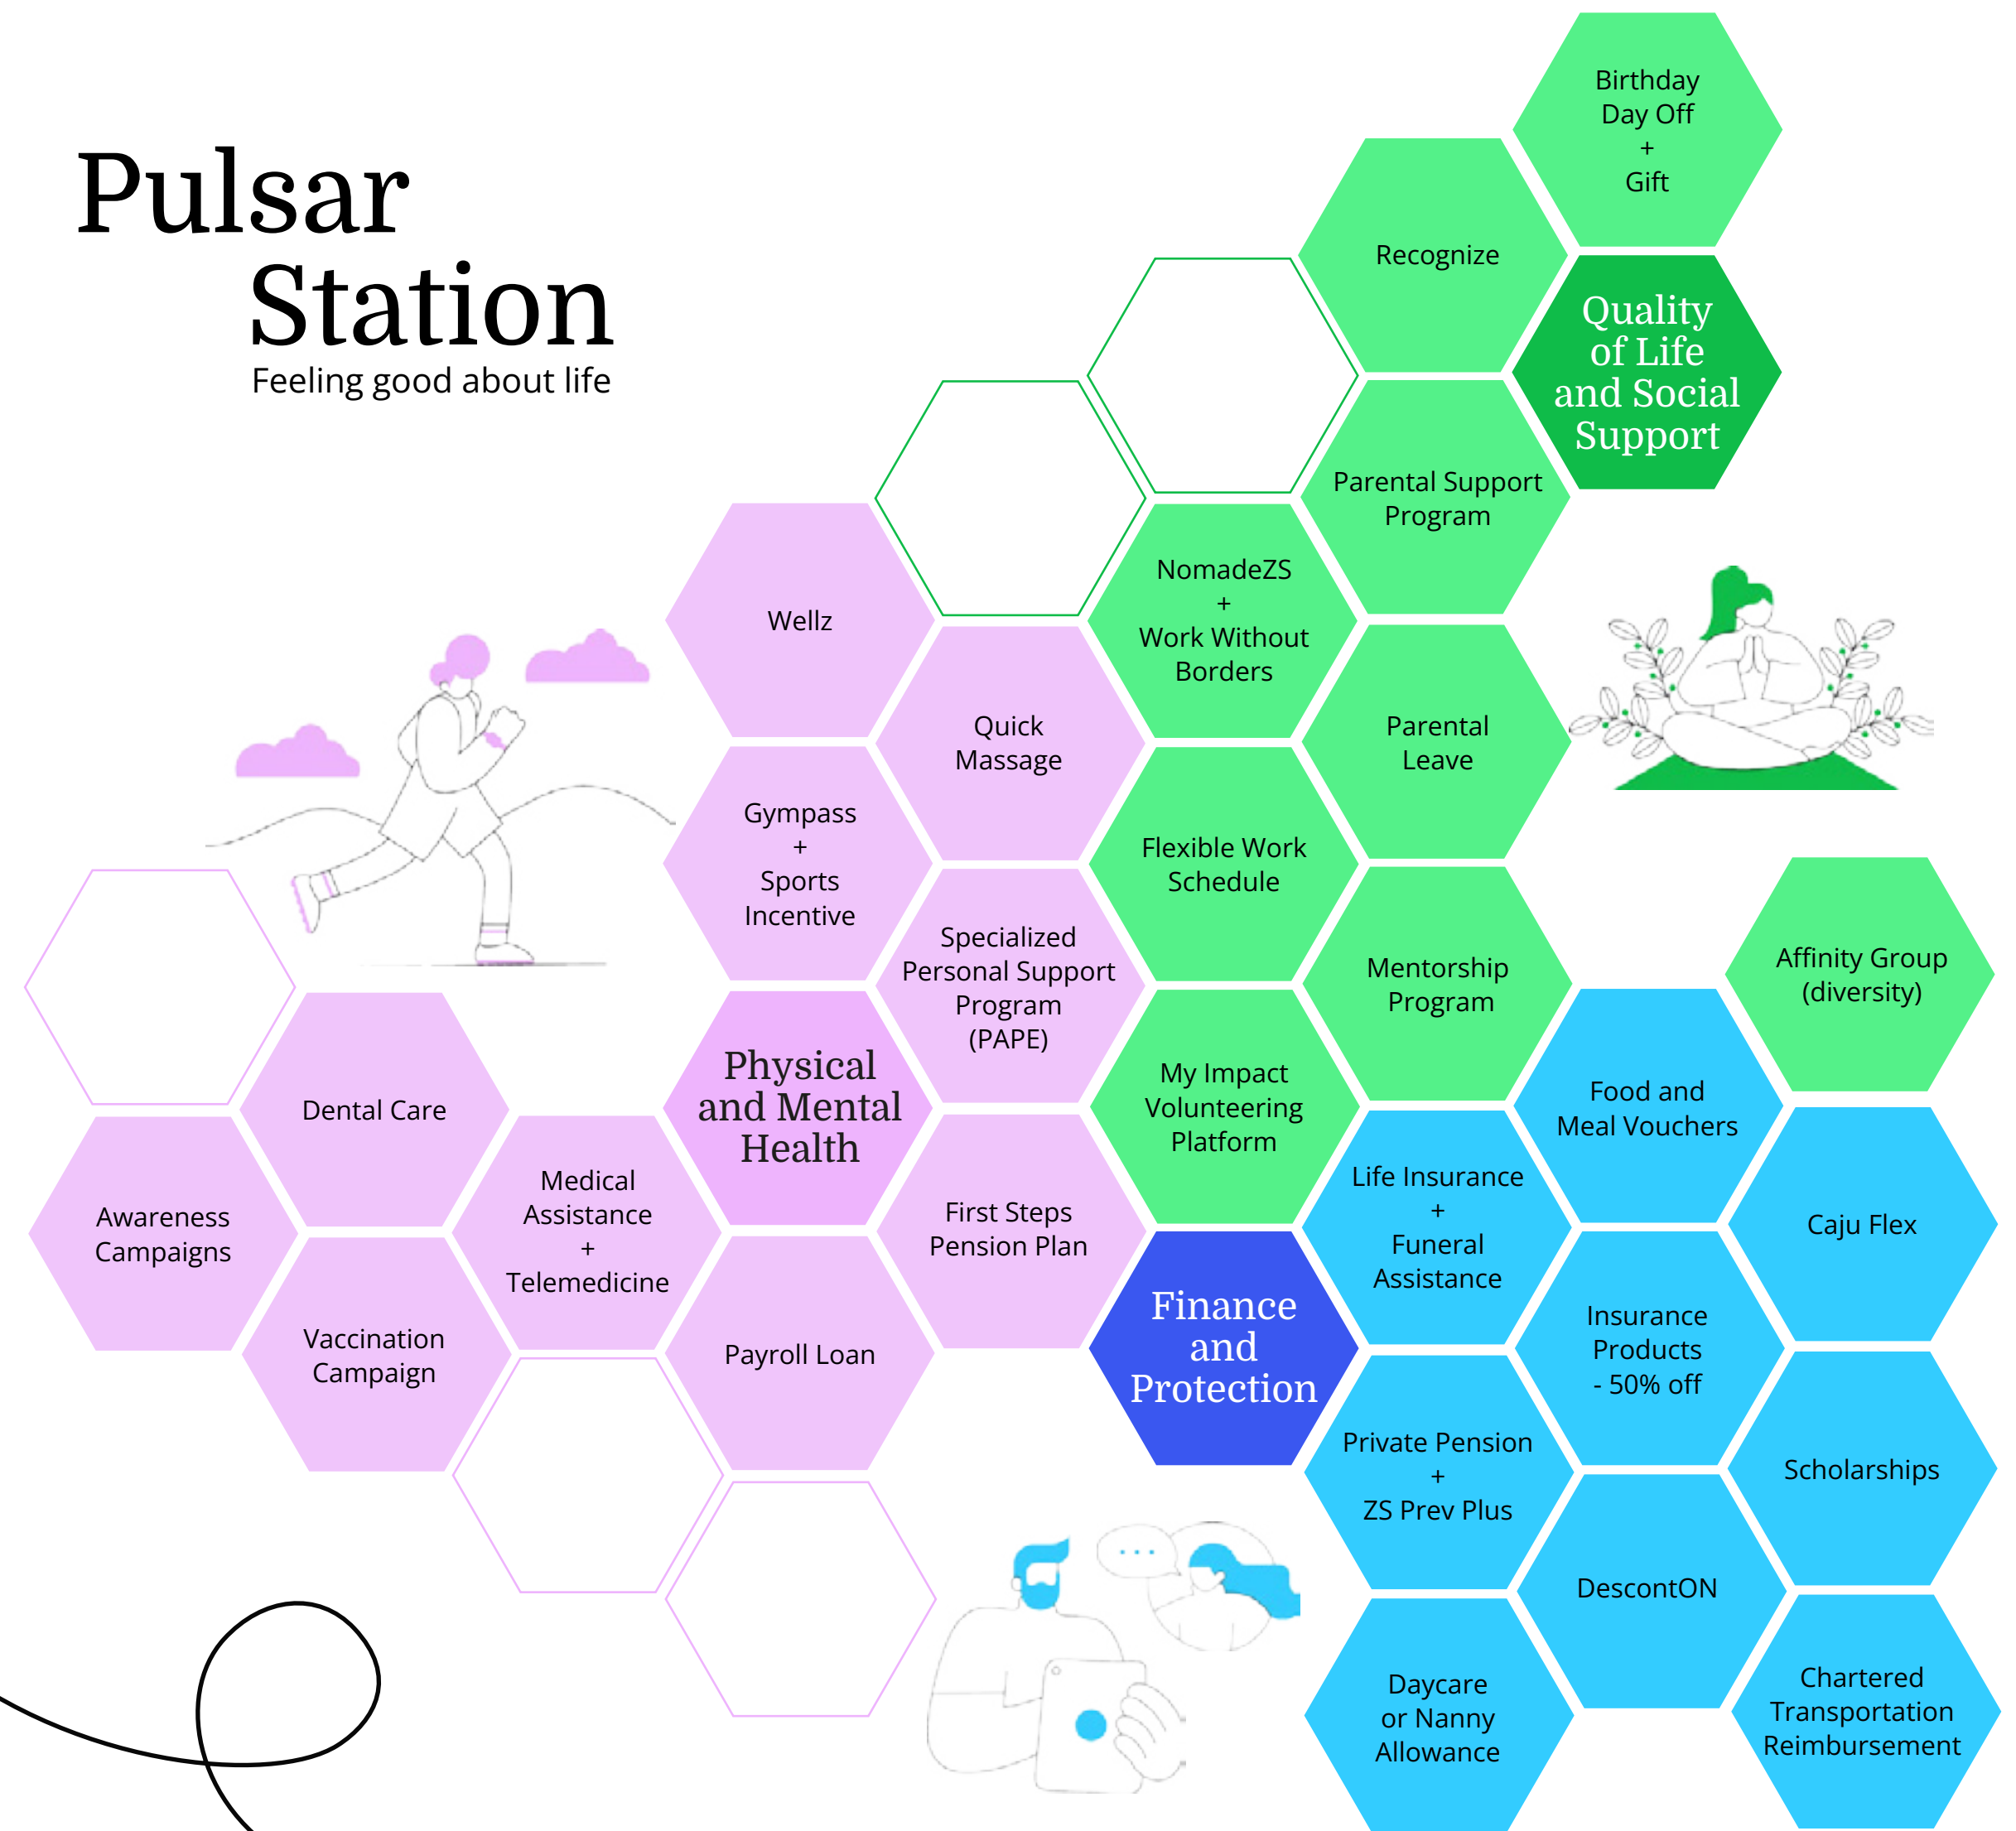 Pulsar
Station
Feeling good about life
Birthday
Day Off
+
Gift
Recognize
Quality
of Life
and Social
Support
Parental Support
Program
NomadeZS
+
Work Without
Borders
Parental
Leave
Flexible Work
Schedule
Mentorship
Program
My Impact
Volunteering
Platform
Affinity Group
(diversity)
Wellz
Quick
Massage
Gympass
+
Sports
Incentive
Specialized
Personal Support
Program
(PAPE)
Physical
and Mental
Health
Dental Care
Awareness
Campaigns
Medical
Assistance
+
Telemedicine
Vaccination
Campaign
First Steps
Pension Plan
Payroll Loan
Finance
and
Protection
Food and
Meal Vouchers
Life Insurance
+
Funeral
Assistance
Caju Flex
Insurance
Products
- 50% off
Private Pension
+
ZS Prev Plus
Scholarships
DescontON
Daycare
or Nanny
Allowance
Chartered
Transportation
Reimbursement